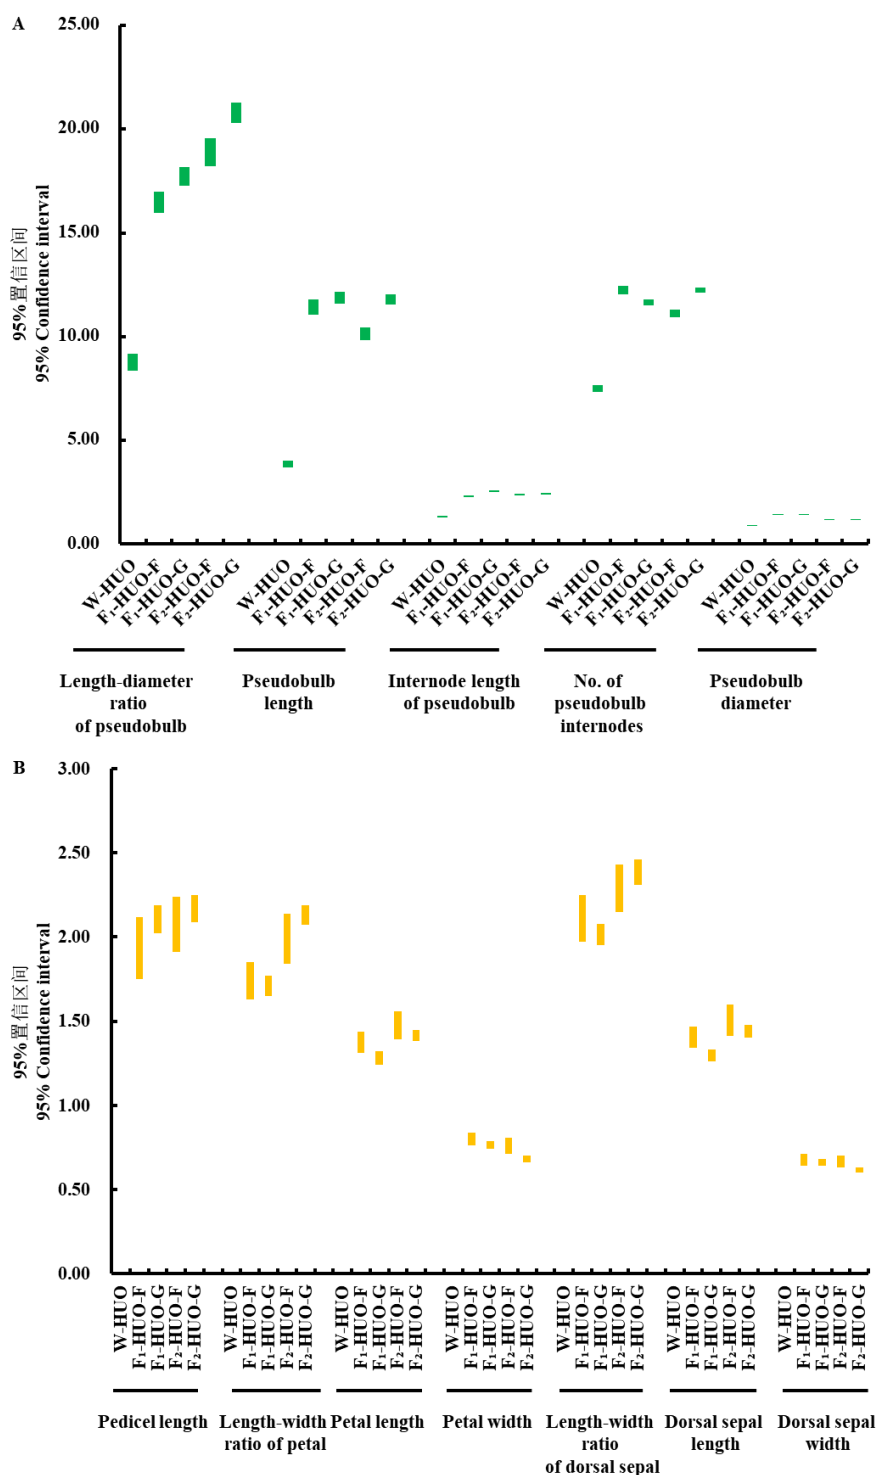 A
25.00
20.00
15.00
10.00
5.00
0.00
95%置信区间
95% Confidence interval
W-HUO
F₁-HUO-F
F₁-HUO-G
F₂-HUO-F
F₂-HUO-G
W-HUO
F₁-HUO-F
F₁-HUO-G
F₂-HUO-F
F₂-HUO-G
W-HUO
F₁-HUO-F
F₁-HUO-G
F₂-HUO-F
F₂-HUO-G
W-HUO
F₁-HUO-F
F₁-HUO-G
F₂-HUO-F
F₂-HUO-G
W-HUO
F₁-HUO-F
F₁-HUO-G
F₂-HUO-F
F₂-HUO-G
Length-diameter
ratio
of pseudobulb
Pseudobulb
length
Internode length
of pseudobulb
No. of
pseudobulb
internodes
Pseudobulb
diameter
B
3.00
2.50
2.00
1.50
1.00
0.50
0.00
95%置信区间
95% Confidence interval
W-HUO
F₁-HUO-F
F₁-HUO-G
F₂-HUO-F
F₂-HUO-G
W-HUO
F₁-HUO-F
F₁-HUO-G
F₂-HUO-F
F₂-HUO-G
W-HUO
F₁-HUO-F
F₁-HUO-G
F₂-HUO-F
F₂-HUO-G
W-HUO
F₁-HUO-F
F₁-HUO-G
F₂-HUO-F
F₂-HUO-G
W-HUO
F₁-HUO-F
F₁-HUO-G
F₂-HUO-F
F₂-HUO-G
W-HUO
F₁-HUO-F
F₁-HUO-G
F₂-HUO-F
F₂-HUO-G
W-HUO
F₁-HUO-F
F₁-HUO-G
F₂-HUO-F
F₂-HUO-G
Pedicel length
Length-width
ratio of petal
Petal length
Petal width
Length-width
ratio
of dorsal sepal
Dorsal sepal
length
Dorsal sepal
width